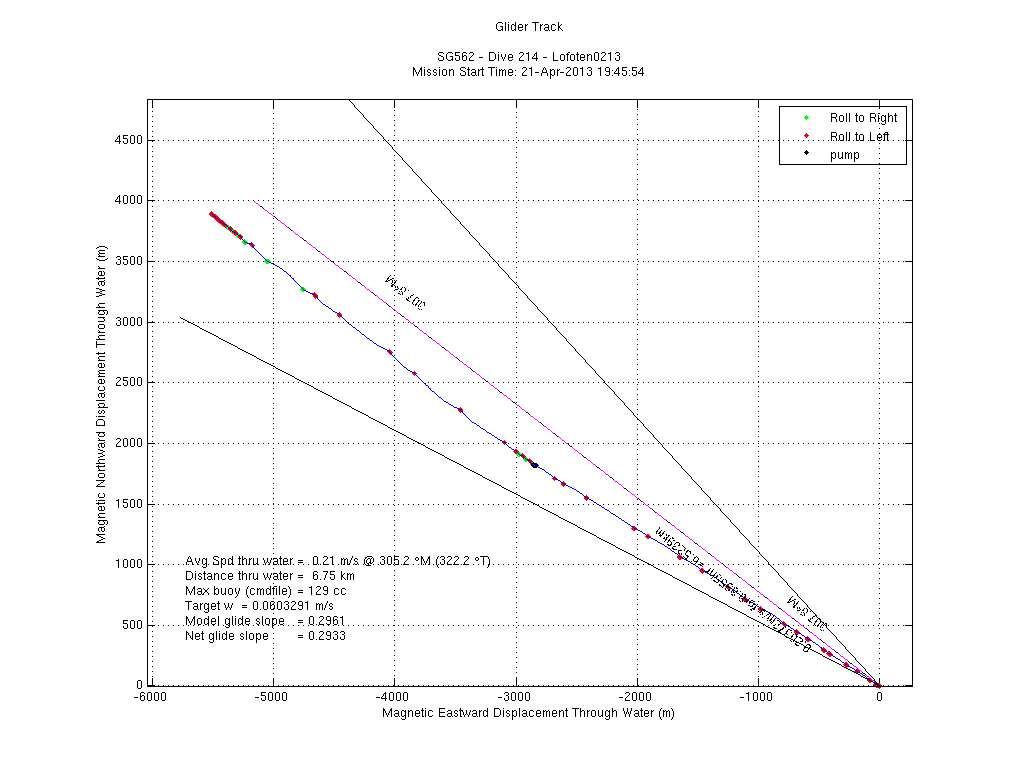 Glider Track
SG562 - Dive 214 - Lofoten0213
Mission Start Time: 21-Apr-2013 19:45:54
Roll to Right
Roll to Left
pump
4500
4000
3500
3000
2500
2000
1500
1000
500
0
Magnetic Northward Displacement Through Water (m)
307.8°M
307.8°M
Avg Spd thru water = 0.21 m/s @ 305.2 °M (322.2 °T)
Distance thru water = 6.75 km
Max buoy (cmdfile) = 129 cc
Target w = 0.0603291 m/s
Model glide slope = 0.2961
Net glide slope = 0.2933
-6000
-5000
-4000
-3000
-2000
-1000
0
Magnetic Eastward Displacement Through Water (m)